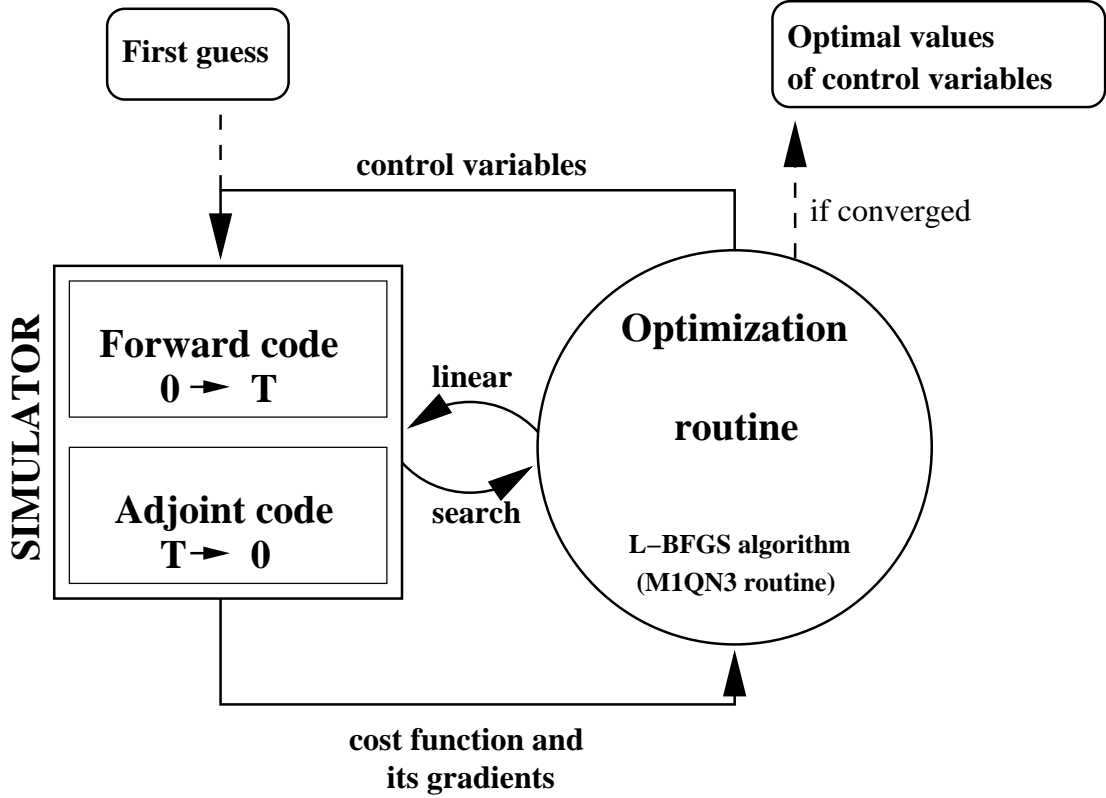 First guess
Optimal values
of control variables
control variables
if converged
SIMULATOR
Forward code
0 → T
Adjoint code
T → 0
linear
search
Optimization
routine
L−BFGS algorithm
(M1QN3 routine)
cost function and
its gradients